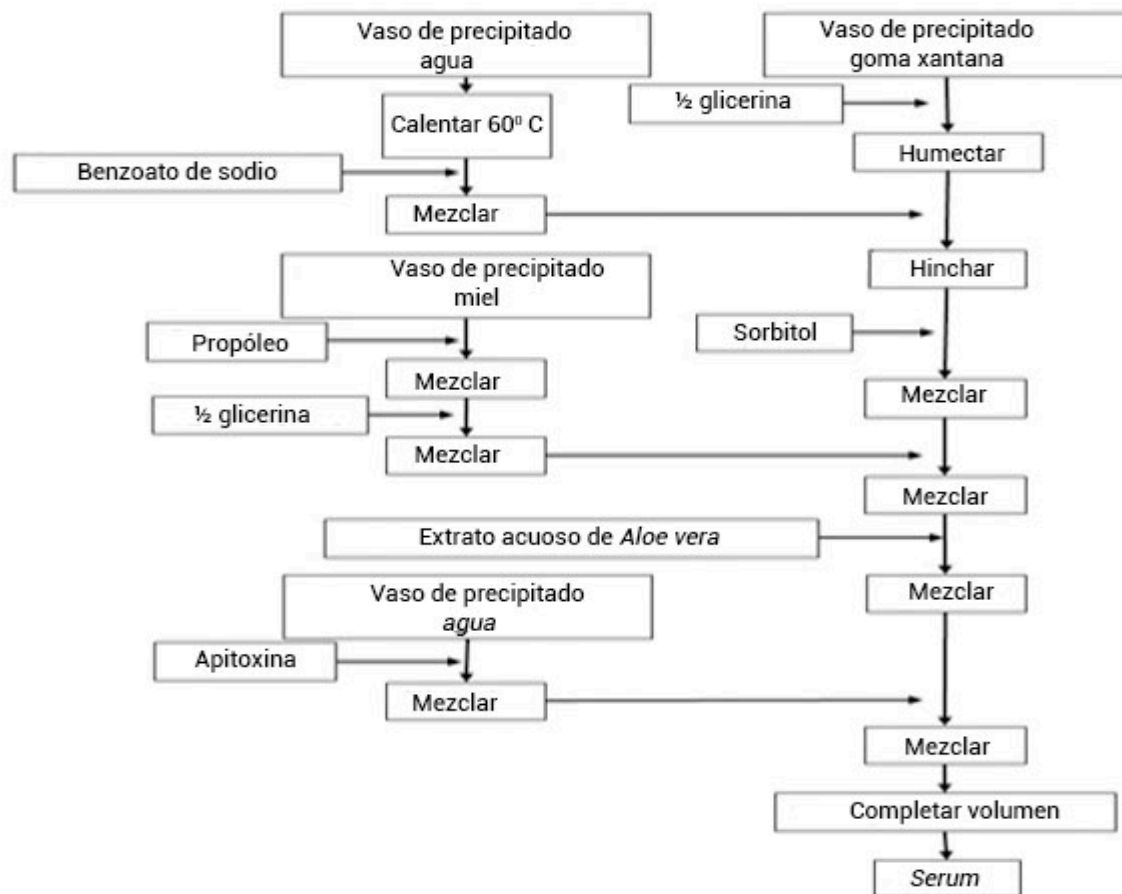 Vaso de precipitado
agua
Vaso de precipitado
goma xantana
½ glicerina
Calentar 60º C
Humectar
Benzoato de sodio
Mezclar
Vaso de precipitado
miel
Hinchar
Propóleo
Sorbitol
Mezclar
Mezclar
½ glicerina
Mezclar
Mezclar
Extrato acuoso de Aloe vera
Vaso de precipitado
agua
Mezclar
Apitoxina
Mezclar
Mezclar
Completar volumen
Serum